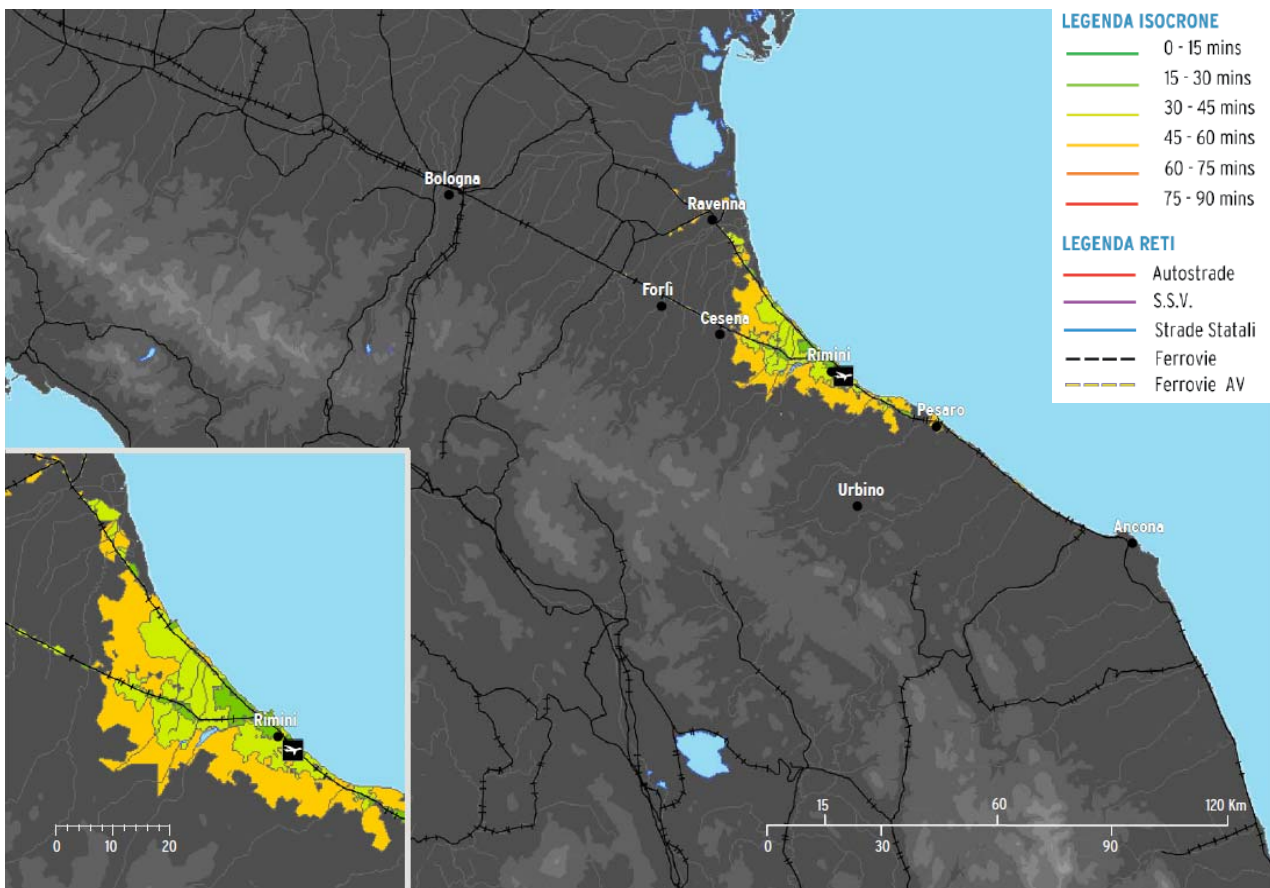 LEGENDA ISOCRONE
0 - 15 mins
15 - 30 mins
30 - 45 mins
45 - 60 mins
60 - 75 mins
75 - 90 mins
LEGENDA RETI
Autostrade
S.S.V.
Strade Statali
Ferrovie
Ferrovie AV
Bologna
Ravenna
Forlì
Cesena
Rimini
Pesaro
Urbino
Ancona
Rimini
0 10 20
15 60 120 Km
0 30 90